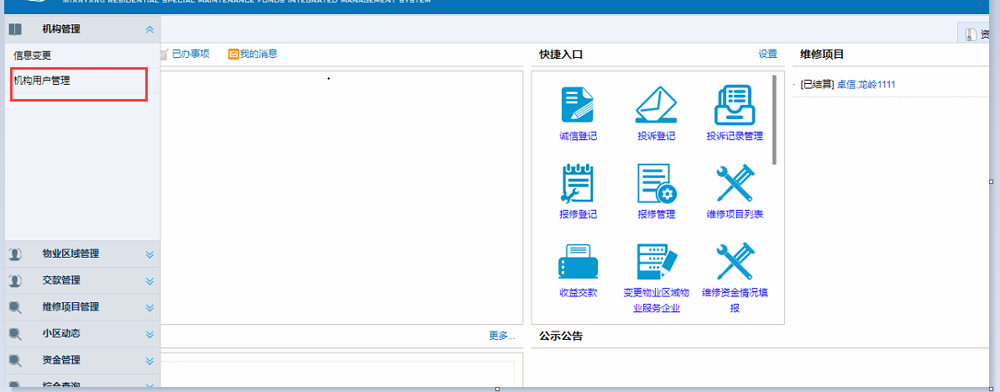 MIANYANG RESIDENTIAL SPECIAL MAINTENANCE FUNDS INTEGRATED MANAGEMENT SYSTEM
机构管理
信息变更
机构用户管理
物业区域管理
交款管理
维修项目管理
小区动态
资金管理
综合查询
已办事项
我的消息
更多...
快捷入口
设置
诚信登记
投诉登记
投诉记录管理
报修登记
报修管理
维修项目列表
收益交款
变更物业区域物
业服务企业
维修资金情况填
报
公示公告
资
维修项目
[已结算] 卓信.龙岭1111